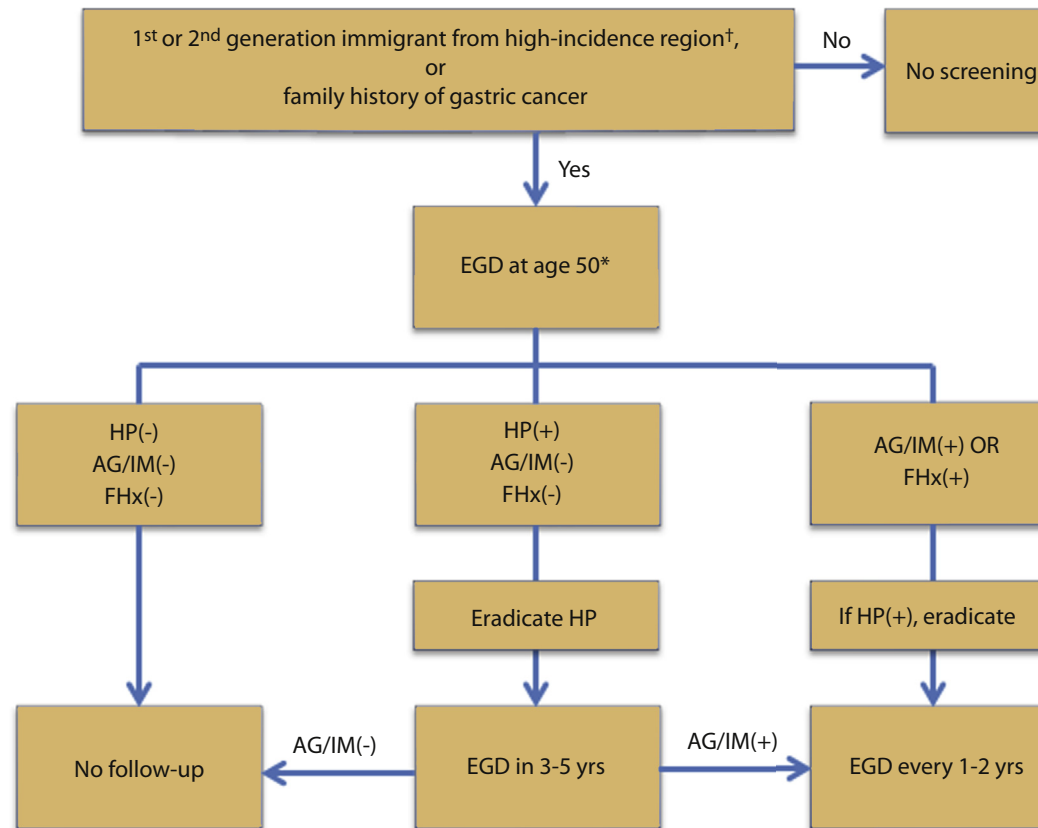 1st or 2nd generation immigrant from high-incidence region†,
or
family history of gastric cancer
No
No screening
Yes
EGD at age 50*
HP(-)
AG/IM(-)
FHx(-)
HP(+)
AG/IM(-)
FHx(-)
AG/IM(+) OR
FHx(+)
Eradicate HP
If HP(+), eradicate
No follow-up
AG/IM(-)
EGD in 3-5 yrs
AG/IM(+)
EGD every 1-2 yrs